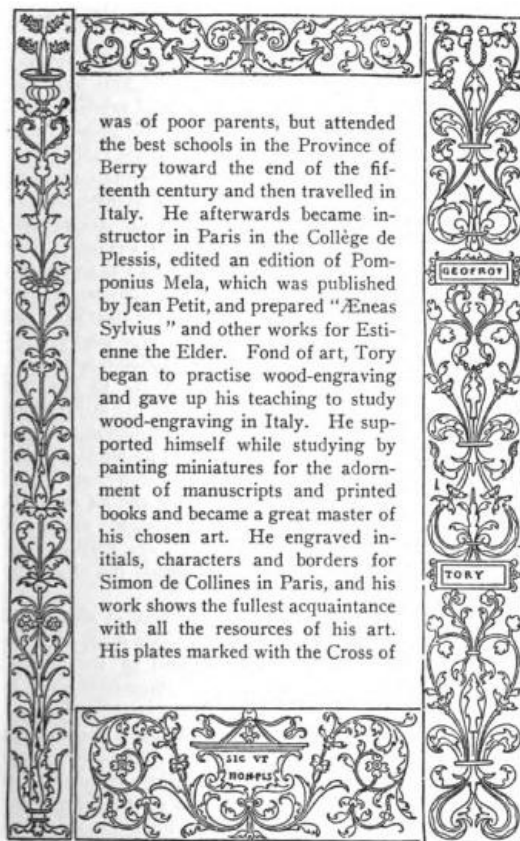 was of poor parents, but attended
the best schools in the Province of
Berry toward the end of the fif-
teenth century and then travelled in
Italy. He afterwards became in-
structor in Paris in the Collège de
Plessis, edited an edition of Pom-
ponius Mela, which was published
by Jean Petit, and prepared “Æneas
Sylvius” and other works for Esti-
enne the Elder. Fond of art, Tory
began to practise wood-engraving
and gave up his teaching to study
wood-engraving in Italy. He sup-
ported himself while studying by
painting miniatures for the adorn-
ment of manuscripts and printed
books and became a great master of
his chosen art. He engraved in-
itials, characters and borders for
Simon de Collines in Paris, and his
work shows the fullest acquaintance
with all the resources of his art.
His plates marked with the Cross of
GEOFROY
TORY
SIC VT
NON PLS